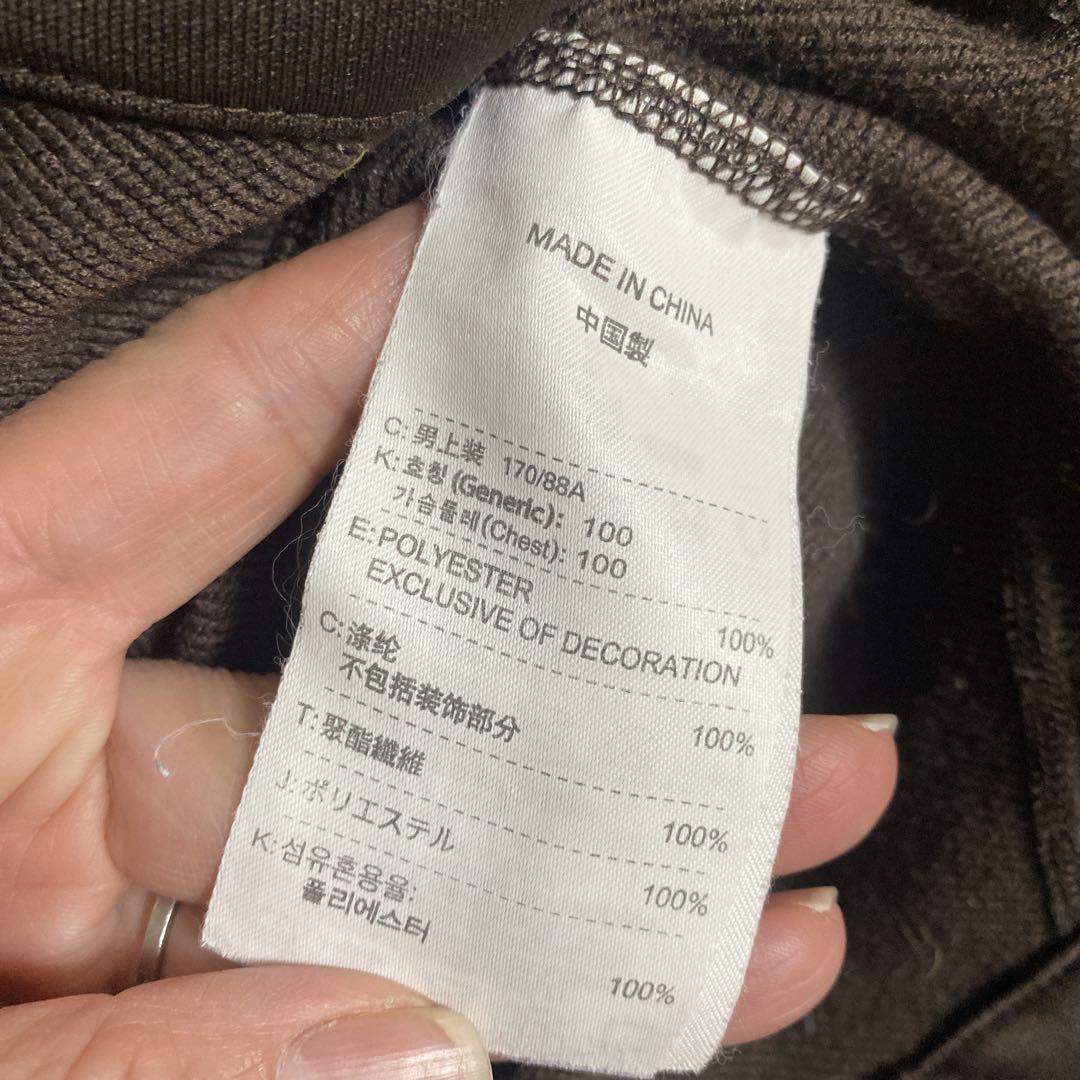 MADE IN CHINA
中国製
C: 男上装 170/88A
K: 호칭 (Generic): 100
가슴둘레(Chest): 100
E: POLYESTER 100%
EXCLUSIVE OF DECORATION
C: 涤纶 100%
不包括装饰部分
T: 聚酯纖維 100%
J: ポリエステル 100%
K: 섬유혼용율:
폴리에스터 100%